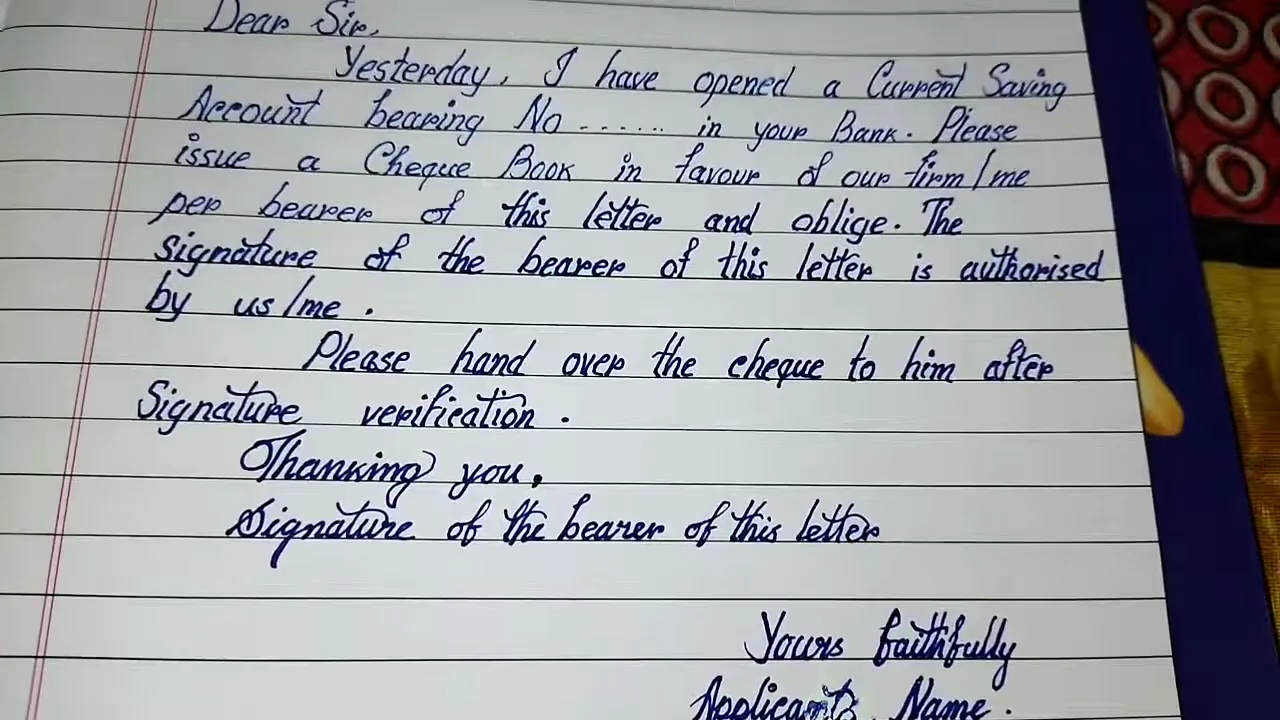 Dear Sir,
Yesterday, I have opened a Current Saving
Account bearing No ...... in your Bank. Please
issue a Cheque Book in favour of our firm/me
per bearer of this letter and oblige. The
signature of the bearer of this letter is authorised
by us/me.
Please hand over the cheque to him after
Signature verification.
Thanking you,
Signature of the bearer of this letter
Yours faithfully
Applicant's Name.